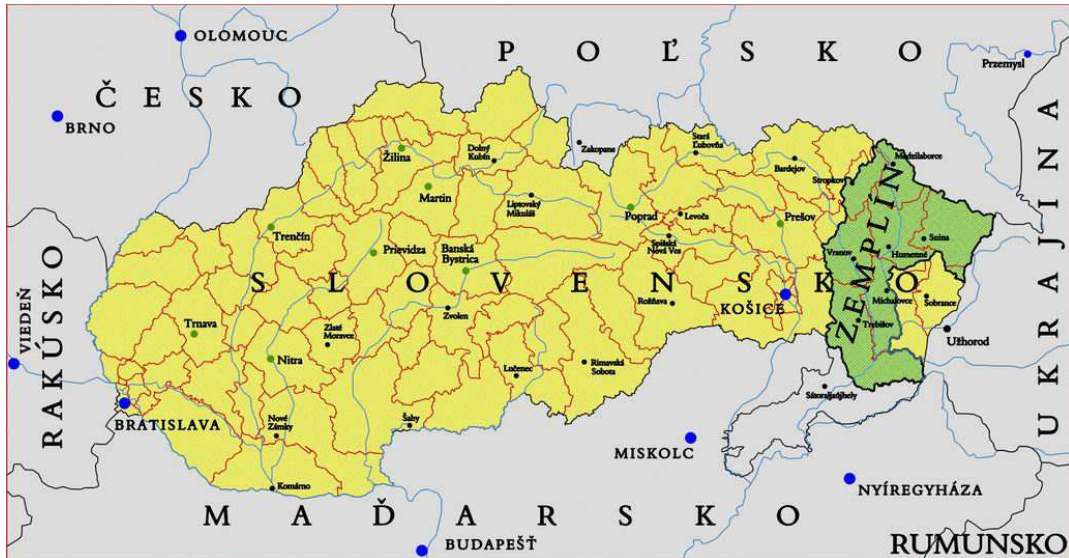 OLOMOUC
POĽSKO
Przemysl
ČESKO
BRNO
Žilina
Dolný
Kubín
Zakopane
Stará
Ľubovňa
Bardejov
Stropkov
Medzilaborce
Martin
Liptovský
Mikuláš
Poprad
Levoča
Prešov
Trenčín
Prievidza
Banská
Bystrica
Spišská
Nová Ves
Vranov
Humenné
Snina
ZEMPLÍN
SLOVENSKO
UKRAJINA
VIEDEŇ
RAKÚSKO
Trnava
Zlaté
Moravce
Zvolen
Rožňava
KOŠICE
Michalovce
Sobrance
Trebišov
Užhorod
Nitra
Lučenec
Rimavská
Sobota
BRATISLAVA
Nové
Zámky
Šahy
Sátoraljaújhely
MISKOLC
Komárno
NYÍREGYHÁZA
MAĎARSKO
BUDAPEŠŤ
RUMUNSKO